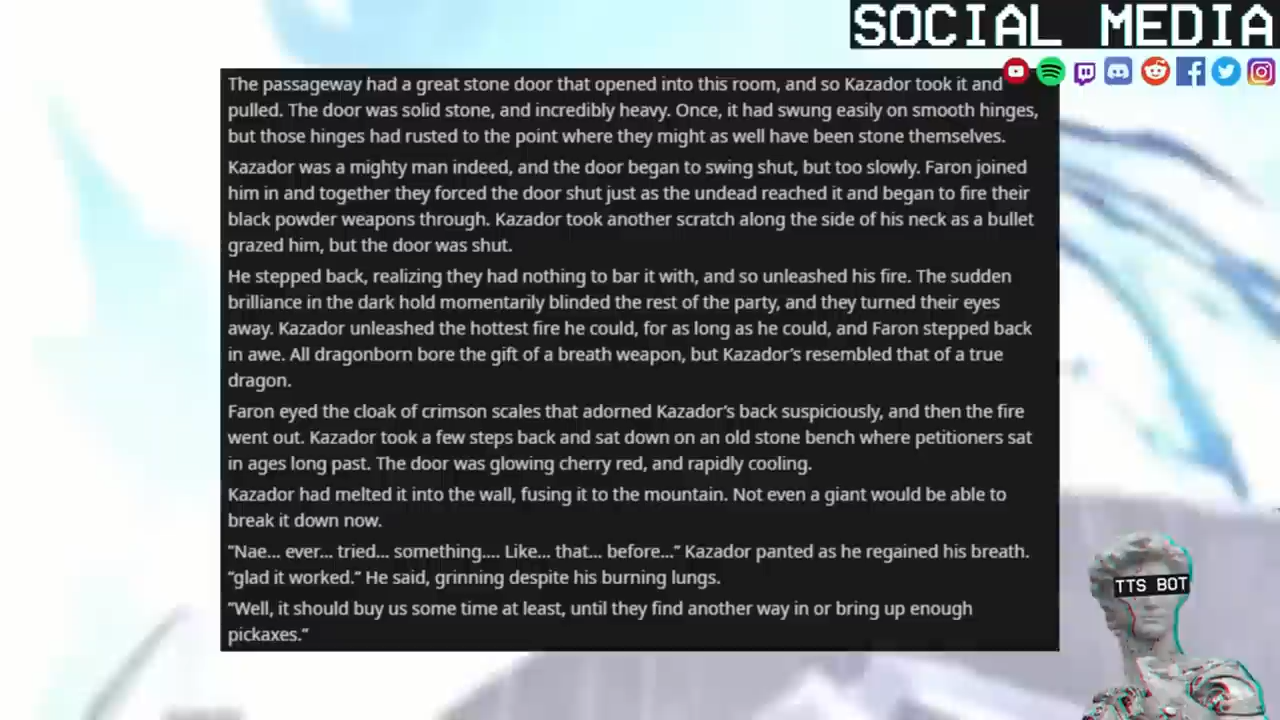 SOCIAL MEDIA
The passageway had a great stone door that opened into this room, and so Kazador took it and
pulled. The door was solid stone, and incredibly heavy. Once, it had swung easily on smooth hinges,
but those hinges had rusted to the point where they might as well have been stone themselves.
Kazador was a mighty man indeed, and the door began to swing shut, but too slowly. Faron joined
him in and together they forced the door shut just as the undead reached it and began to fire their
black powder weapons through. Kazador took another scratch along the side of his neck as a bullet
grazed him, but the door was shut.
He stepped back, realizing they had nothing to bar it with, and so unleashed his fire. The sudden
brilliance in the dark hold momentarily blinded the rest of the party, and they turned their eyes
away. Kazador unleashed the hottest fire he could, for as long as he could, and Faron stepped back
in awe. All dragonborn bore the gift of a breath weapon, but Kazador’s resembled that of a true
dragon.
Faron eyed the cloak of crimson scales that adorned Kazador’s back suspiciously, and then the fire
went out. Kazador took a few steps back and sat down on an old stone bench where petitioners sat
in ages long past. The door was glowing cherry red, and rapidly cooling.
Kazador had melted it into the wall, fusing it to the mountain. Not even a giant would be able to
break it down now.
“Nae... ever... tried... something.... Like... that... before...” Kazador panted as he regained his breath.
“glad it worked.” He said, grinning despite his burning lungs.
“Well, it should buy us some time at least, until they find another way in or bring up enough
pickaxes.”
TTS BOT